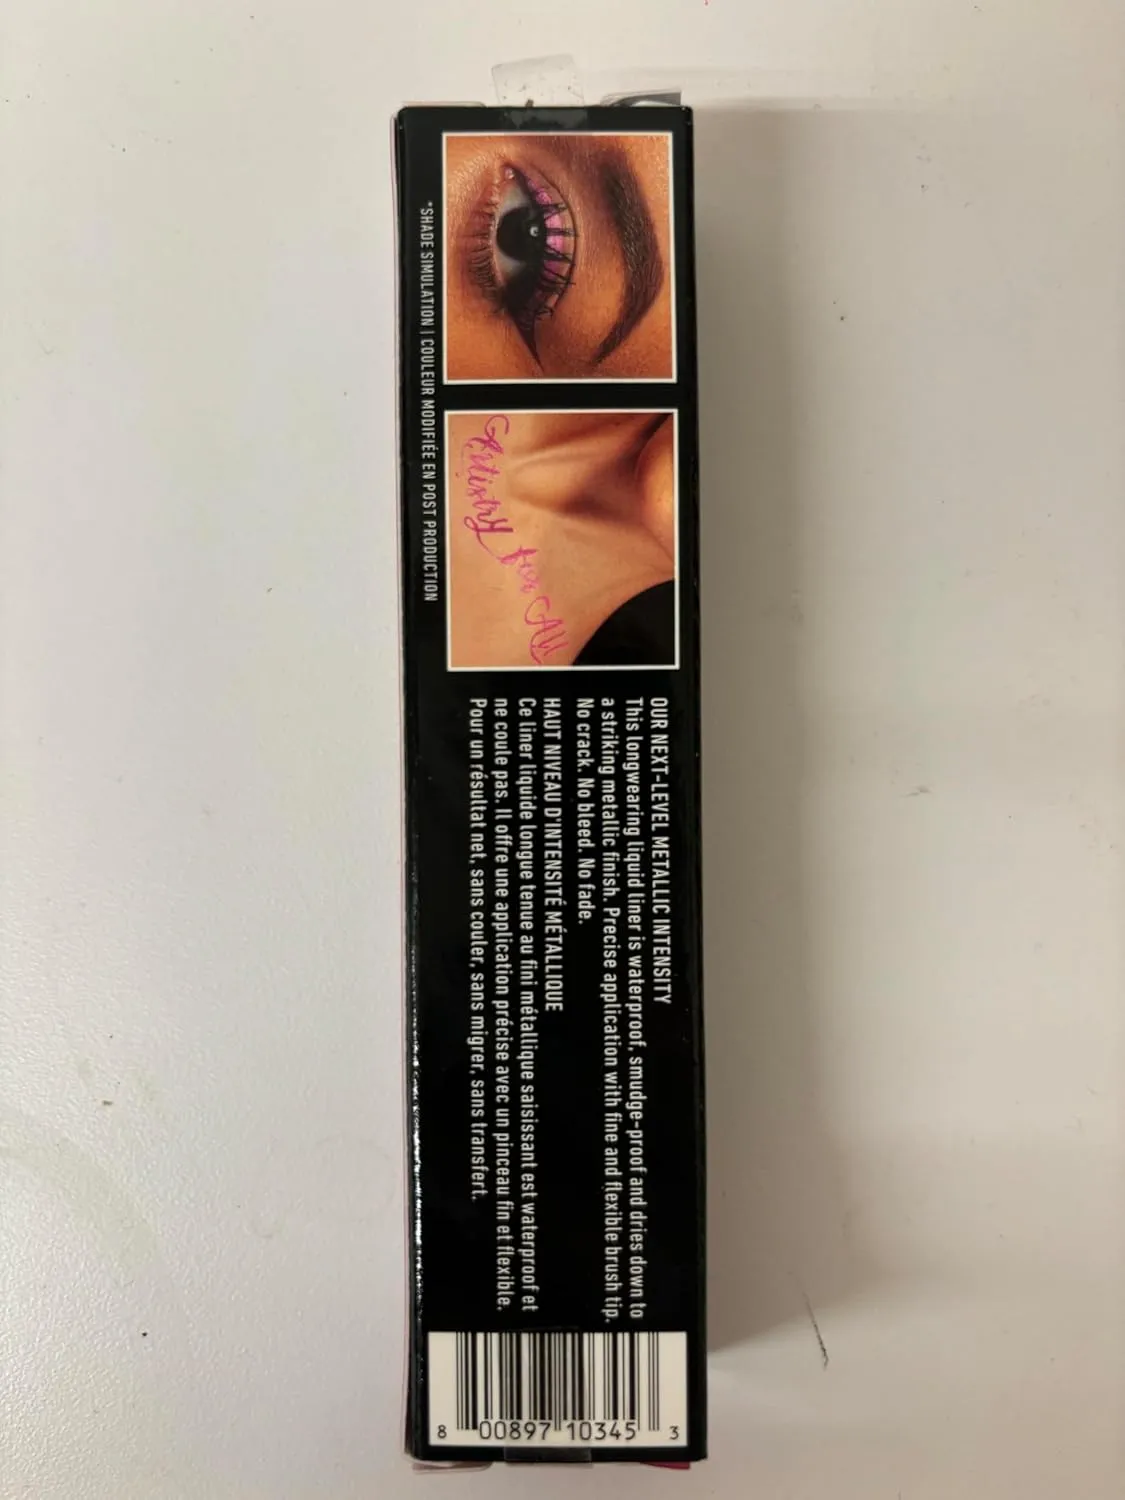 *SHADE SIMULATION | COULEUR MODIFIÉE EN POST PRODUCTION
Artistry for All
OUR NEXT-LEVEL METALLIC INTENSITY
This longwearing liquid liner is waterproof, smudge-proof and dries down to
a striking metallic finish. Precise application with fine and flexible brush tip.
No crack. No bleed. No fade.
HAUT NIVEAU D'INTENSITÉ MÉTALLIQUE
Ce liner liquide longue tenue au fini métallique saisissant est waterproof et
ne coule pas. Il offre une application précise avec un pinceau fin et flexible.
Pour un résultat net, sans couler, sans migrer, sans transfert.
8 00897 10345 3